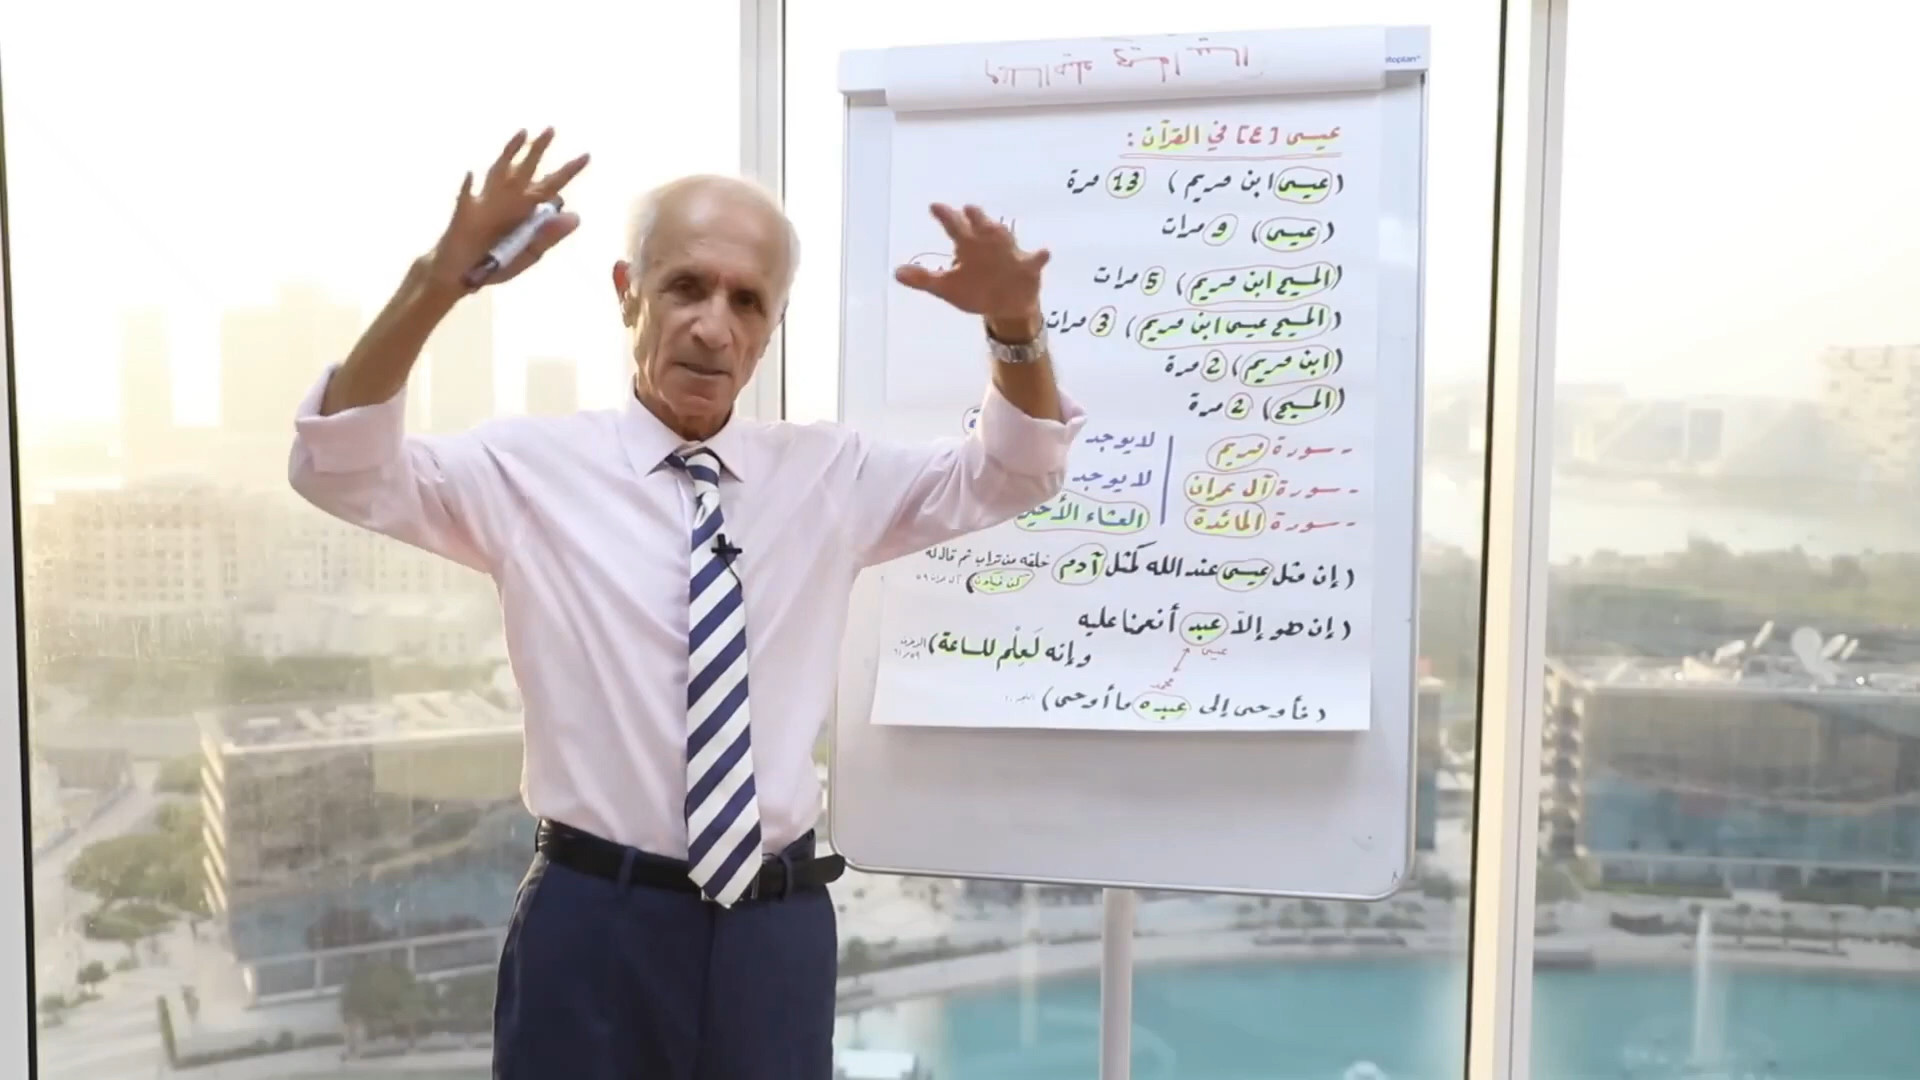 عيسى [ع] في القرآن :
(عيسى ابن مريم) 13 مرة
(عيسى) 9 مرات
(المسيح ابن مريم) 5 مرات
(المسيح عيسى ابن مريم) 3 مرات
(ابن مريم) 2 مرة
(المسيح) 2 مرة
- سورة مريم | لا يوجد
- سورة آل عمران | لا يوجد
- سورة المائدة | العشاء الأخير
(إن مثل عيسى عند الله كمثل آدم خلقه من تراب ثم قال له
كن فيكون) آل عمران ٥٩
(إن هو إلاّ عبد أنعمنا عليه
عيسى
وإنه لَعِلْم للساعة)
محمد
(فأوحى إلى عبده ما أوحى)